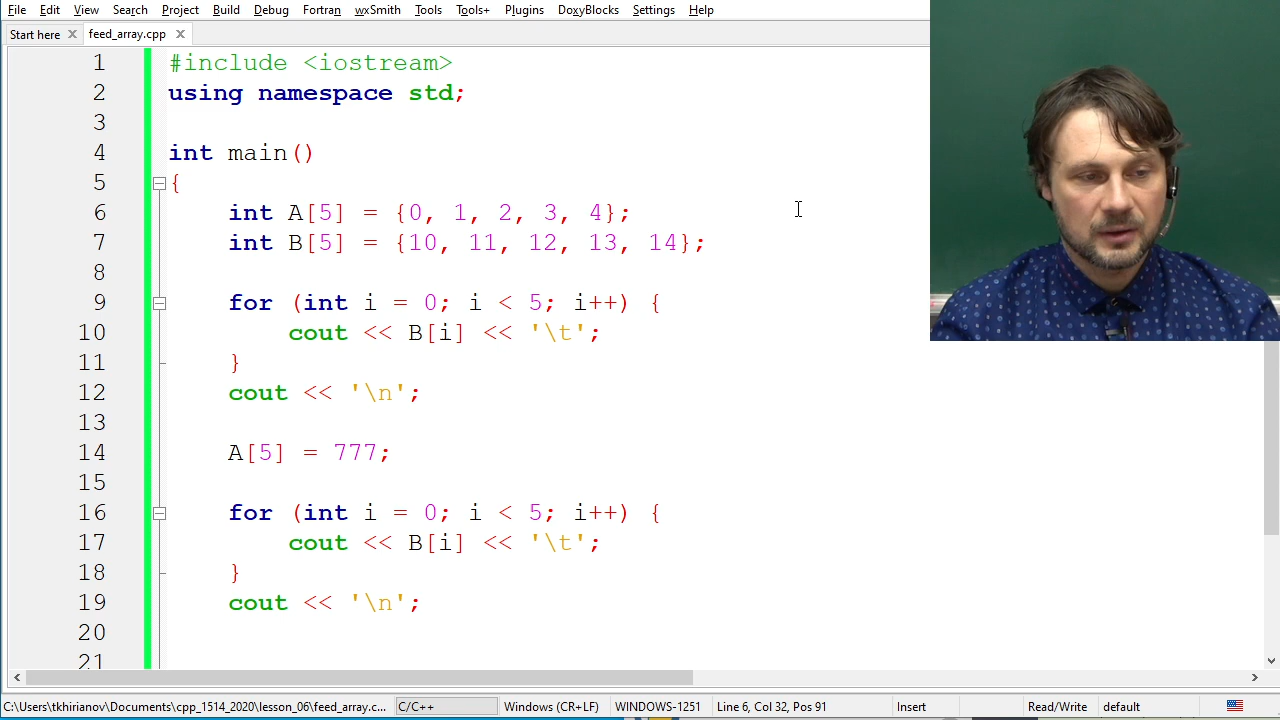 File Edit View Search Project Build Debug Fortran wxSmith Tools Tools+ Plugins DoxyBlocks Settings Help
Start here feed_array.cpp
1 #include <iostream>
2 using namespace std;
3
4 int main()
5 {
6 int A[5] = {0, 1, 2, 3, 4};
7 int B[5] = {10, 11, 12, 13, 14};
8
9 for (int i = 0; i < 5; i++) {
10 cout << B[i] << '\t';
11 }
12 cout << '\n';
13
14 A[5] = 777;
15
16 for (int i = 0; i < 5; i++) {
17 cout << B[i] << '\t';
18 }
19 cout << '\n';
20
21
C:\Users\tkhirianov\Documents\cpp_1514_2020\lesson_06\feed_array.c... C/C++ Windows (CR+LF) WINDOWS-1251 Line 6, Col 32, Pos 91 Insert Read/Write default